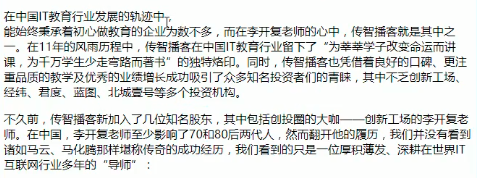 在中国IT教育行业发展的轨迹中，
能始终秉承着初心做教育的企业为数不多，而在李开复老师的心中，传智播客就是其中之
一。在11年的风雨历程中，传智播客在中国IT教育行业留下了“为莘莘学子改变命运而讲
课，为千万学生少走弯路而著书”的独特烙印。同时，传智播客也凭借着良好的口碑、更注
重品质的教学及优秀的业绩增长成功吸引了众多知名投资者们的青睐，其中不乏创新工场、
经纬、君度、蓝图、北城壹号等多个投资机构。
不久前，传智播客新加入了几位知名股东，其中包括创投圈的大咖——创新工场的李开复老
师。在中国，李开复老师至少影响了70和80后两代人，然而翻开他的履历，我们并没有看到
诸如马云、马化腾那样堪称传奇的成功经历，我们看到的只是一位厚积薄发、深耕在世界IT
互联网行业多年的“导师”：